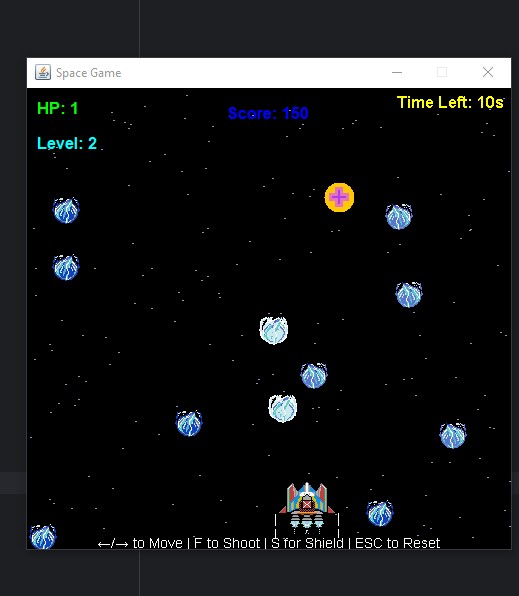 Space Game
HP: 1
Score: 150
Time Left: 10s
Level: 2
←/→ to Move | F to Shoot | S for Shield | ESC to Reset